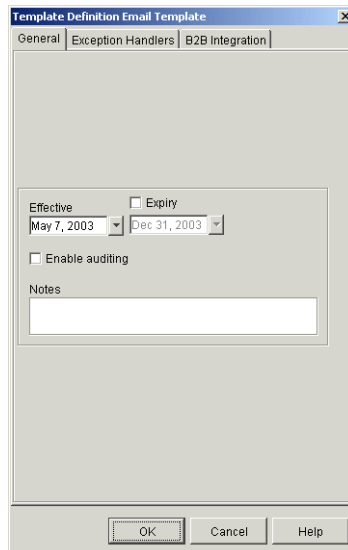 Template Definition Email Template
General Exception Handlers B2B Integration
Effective Expiry
May 7, 2003 Dec 31, 2003
Enable auditing
Notes
OK Cancel Help